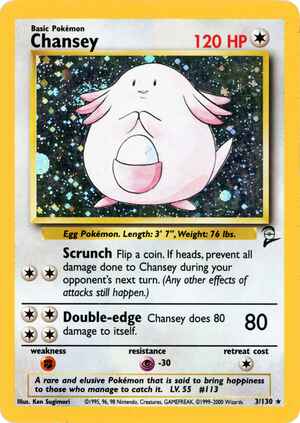 Basic Pokémon
Chansey 120 HP
Egg Pokémon. Length: 3' 7", Weight: 76 lbs.
Scrunch Flip a coin. If heads, prevent all
damage done to Chansey during your
opponent's next turn. (Any other effects of
attacks still happen.)
Double-edge Chansey does 80
damage to itself.
80
weakness resistance retreat cost
-30
A rare and elusive Pokémon that is said to bring happiness
to those who manage to catch it. LV. 55 #113
Illus. Ken Sugimori ©1995, 96, 98 Nintendo, Creatures, GAMEFREAK. ©1999-2000 Wizards. 3/130